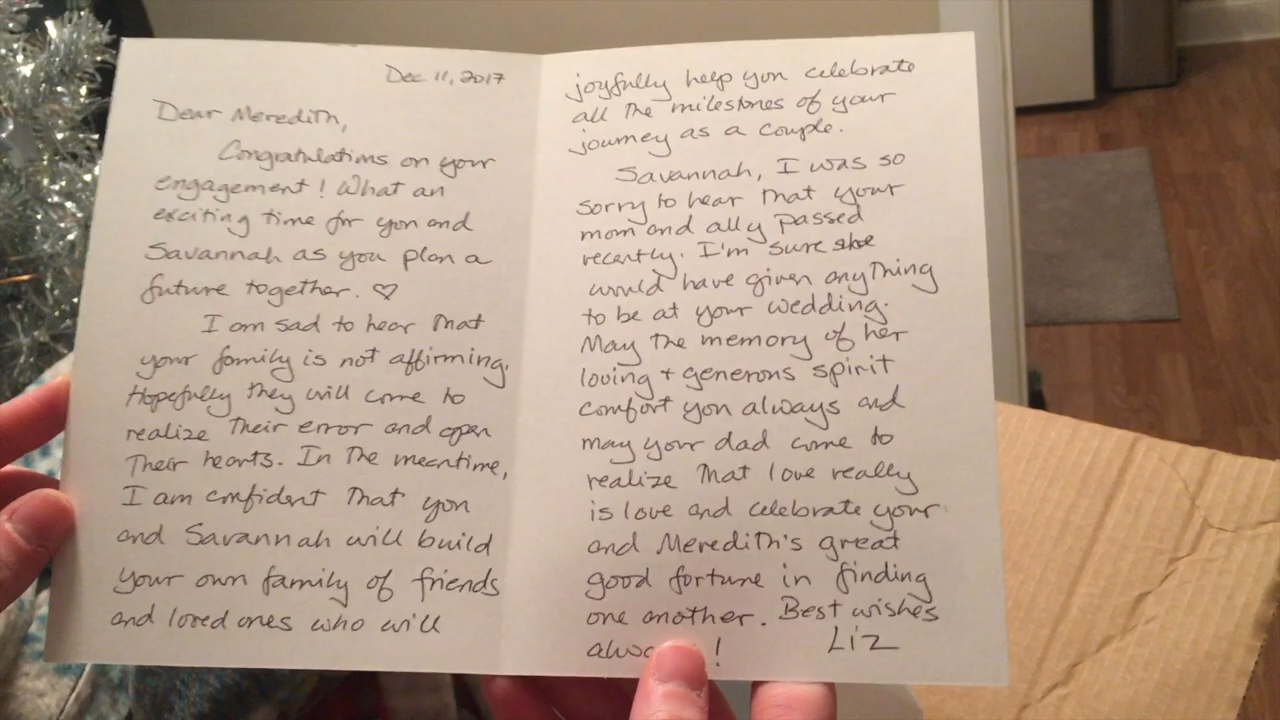 Dec 11, 2017
Dear Meredith,
Congratulations on your
engagement! What an
exciting time for you and
Savannah as you plan a
future together. ♡
I am sad to hear that
your family is not affirming.
Hopefully they will come to
realize their error and open
their hearts. In the meantime,
I am confident that you
and Savannah will build
your own family of friends
and loved ones who will
joyfully help you celebrate
all the milestones of your
journey as a couple.
Savannah, I was so
sorry to hear that your
mom and ally passed
recently. I'm sure she
would have given anything
to be at your wedding.
May the memory of her
loving + generous spirit
comfort you always and
may your dad come to
realize that love really
is love and celebrate your
and Meredith's great
good fortune in finding
one another. Best wishes
!
Liz